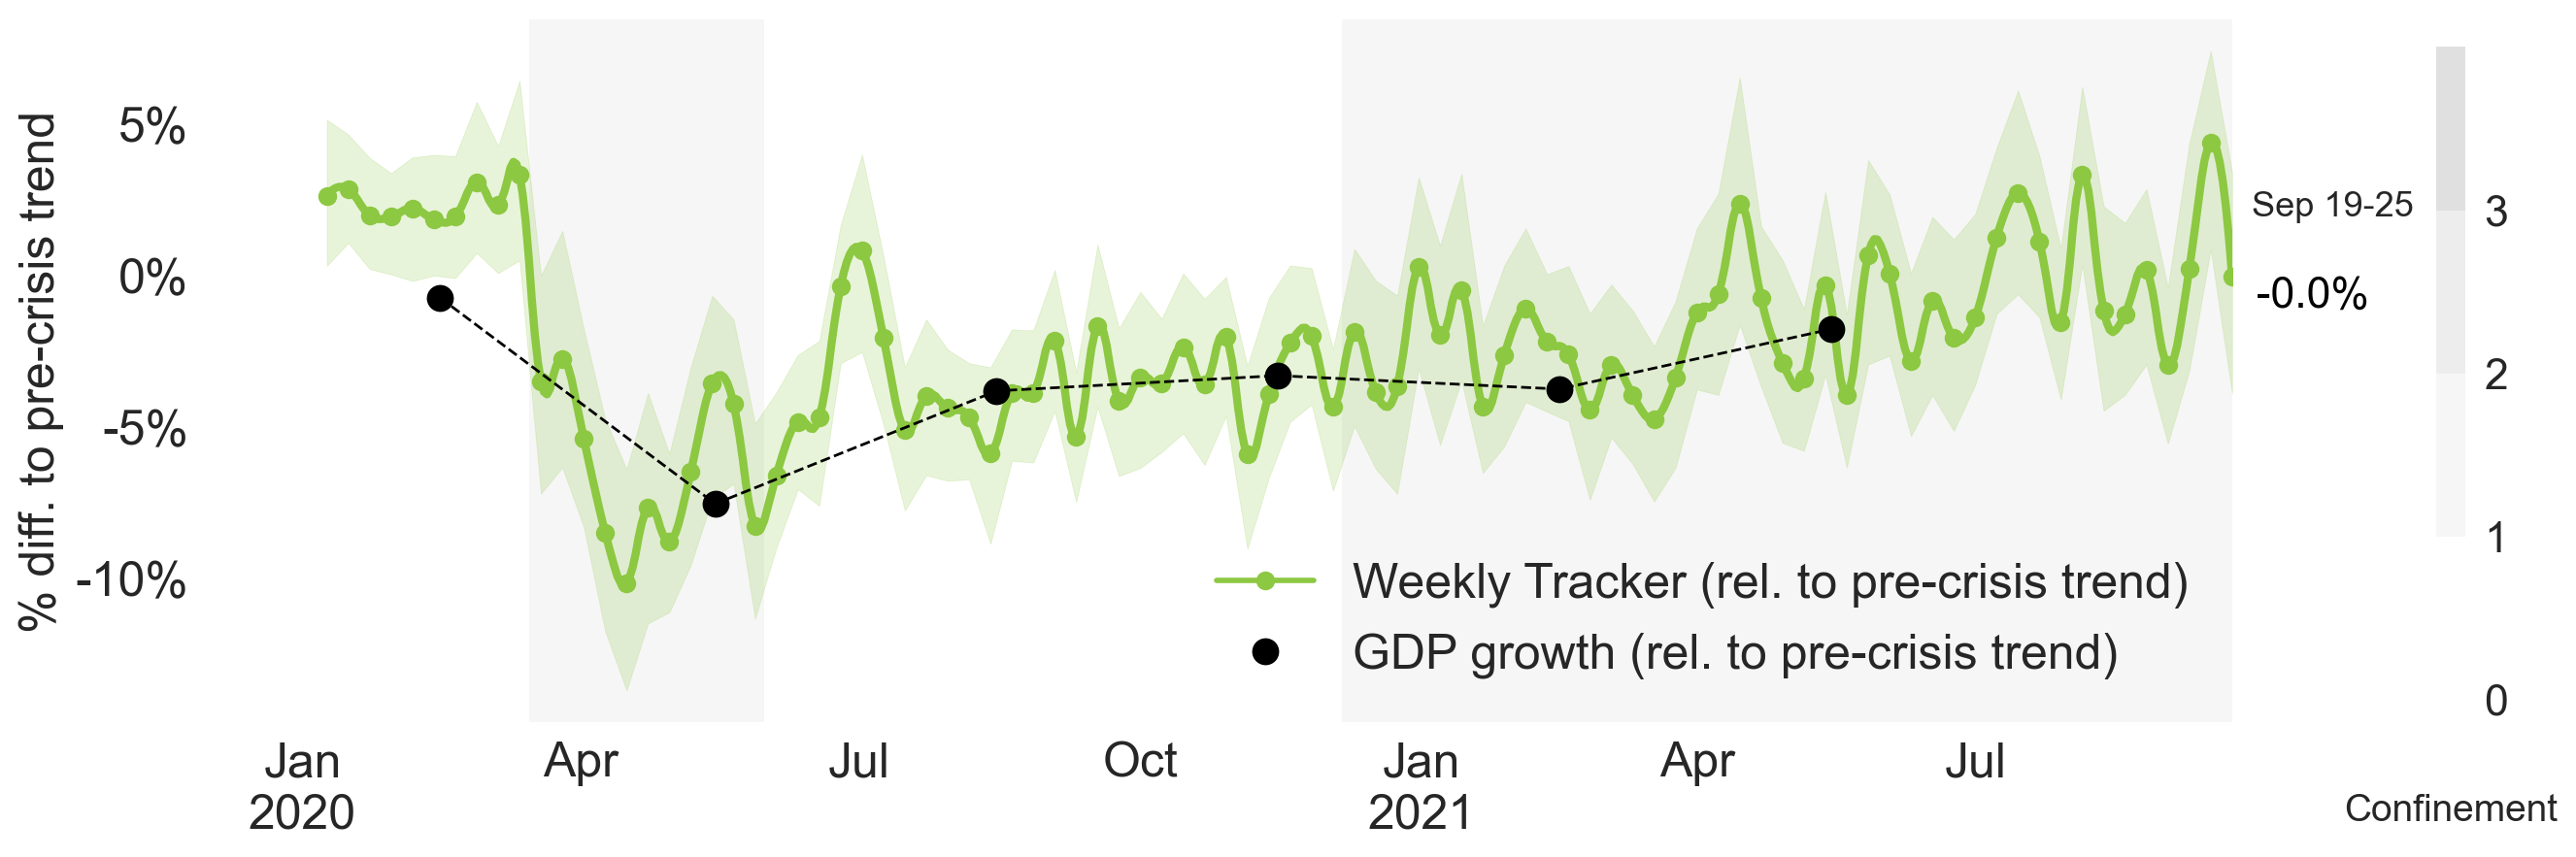 % diff. to pre-crisis trend
5%
0%
-5%
-10%
Sep 19-25
-0.0%
Weekly Tracker (rel. to pre-crisis trend)
GDP growth (rel. to pre-crisis trend)
Jan
2020
Apr
Jul
Oct
Jan
2021
Apr
Jul
3
2
1
0
Confinement